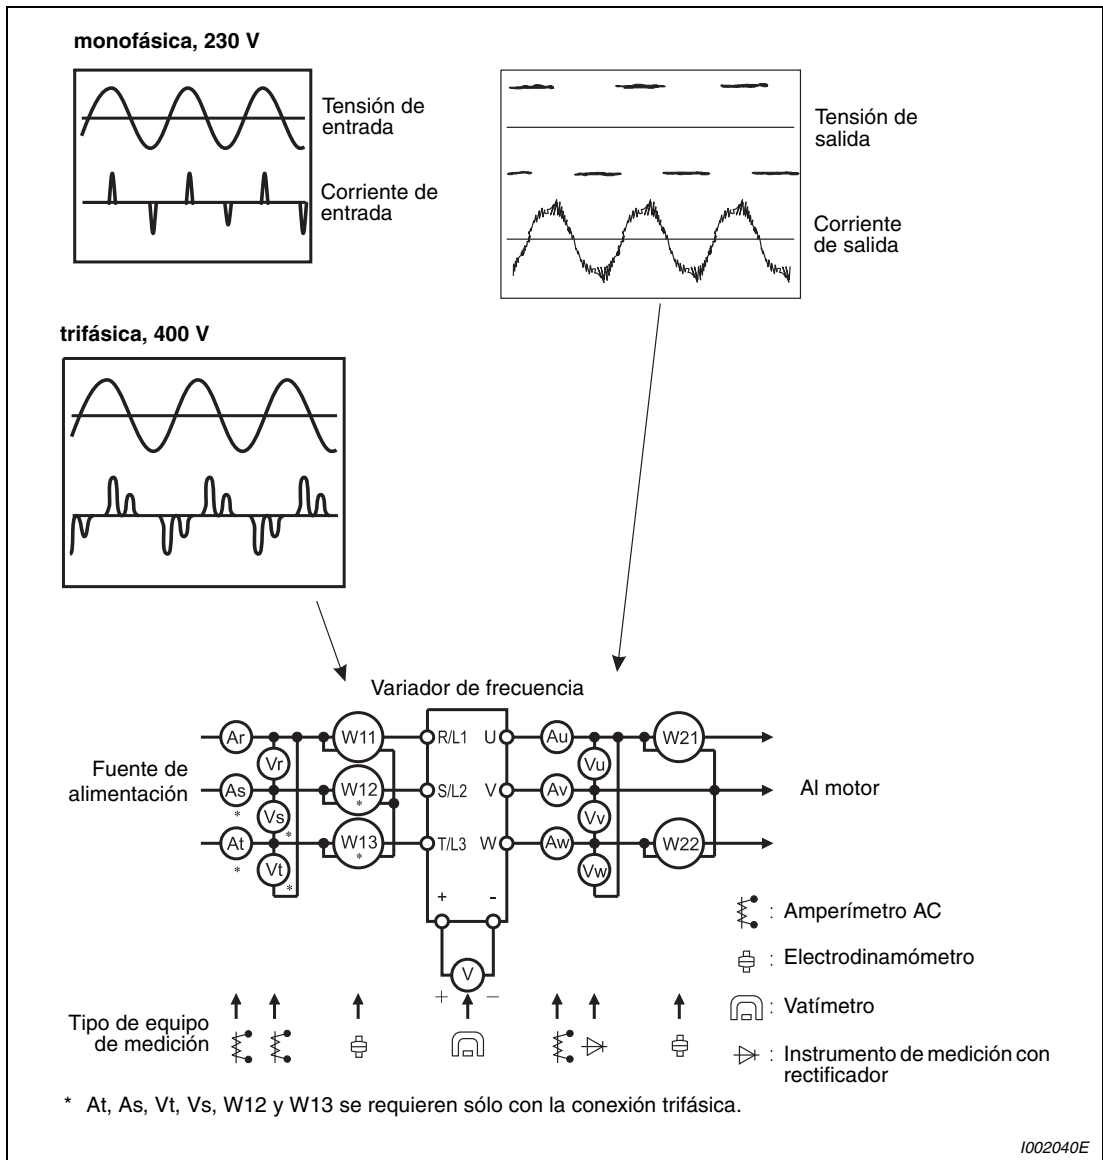 monofásica, 230 V
Tensión de
entrada
Corriente de
entrada
Tensión de
salida
Corriente
de salida
trifásica, 400 V
Variador de frecuencia
Fuente de
alimentación
Ar
As
*
At
*
Vr
Vs
*
Vt
*
W11
W12
*
W13
*
R/L1 U
S/L2 V
T/L3 W
+ -
V
+ −
Au
Av
Aw
Vu
Vv
Vw
W21
W22
Al motor
: Amperímetro AC
: Electrodinamómetro
: Vatímetro
: Instrumento de medición con
rectificador
Tipo de equipo
de medición
* At, As, Vt, Vs, W12 y W13 se requieren sólo con la conexión trifásica.
I002040E